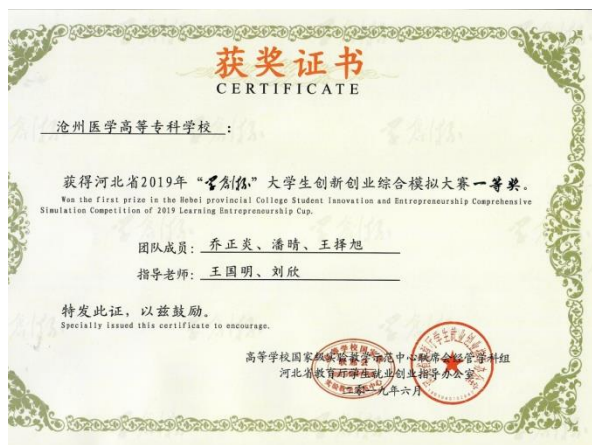 获奖证书
CERTIFICATE
沧州医学高等专科学校：
获得河北省2019年“学创杯”大学生创新创业综合模拟大赛一等奖。
Won the first prize in the Hebei provincial College Student Innovation and Entrepreneurship Comprehensive
Simulation Competition of 2019 Learning Entrepreneurship Cup.
团队成员：乔正炎、潘晴、王择旭
指导老师：王国明、刘欣
特发此证，以兹鼓励。
Specially issued this certificate to encourage.
高等学校国家级实验教学示范中心联席会经管学科组
河北省教育厅学生就业创业指导办公室
二零一九年六月